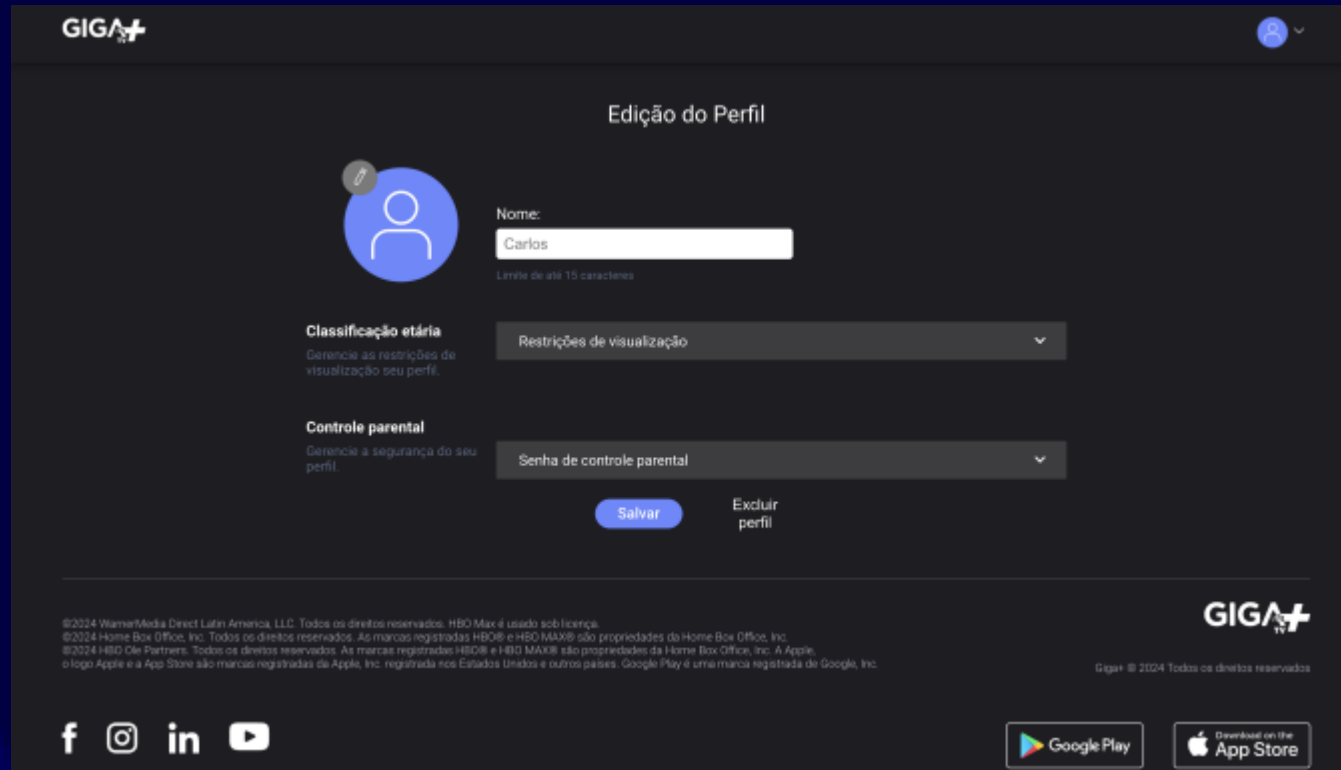 GIGA+
TV
Edição do Perfil
Nome:
Carlos
Limite de até 15 caracteres
Classificação etária
Gerencie as restrições de
visualização seu perfil.
Restrições de visualização
Controle parental
Gerencie a segurança do seu
perfil.
Senha de controle parental
Salvar
Excluir
perfil
©2024 WarnerMedia Direct Latin America, LLC. Todos os direitos reservados. HBO Max é usado sob licença.
©2024 Home Box Office, Inc. Todos os direitos reservados. As marcas registradas HBO® e HBO MAX® são propriedades da Home Box Office, Inc.
©2024 HBO Ole Partners. Todos os direitos reservados. As marcas registradas HBO® e HBO MAX® são propriedades da Home Box Office, Inc. A Apple,
o logo Apple e a App Store são marcas registradas da Apple, Inc. registrada nos Estados Unidos e outros países. Google Play é uma marca registrada de Google, Inc.
GIGA+
TV
Giga+ © 2024 Todos os direitos reservados
f
in
Google Play
Download on the
App Store